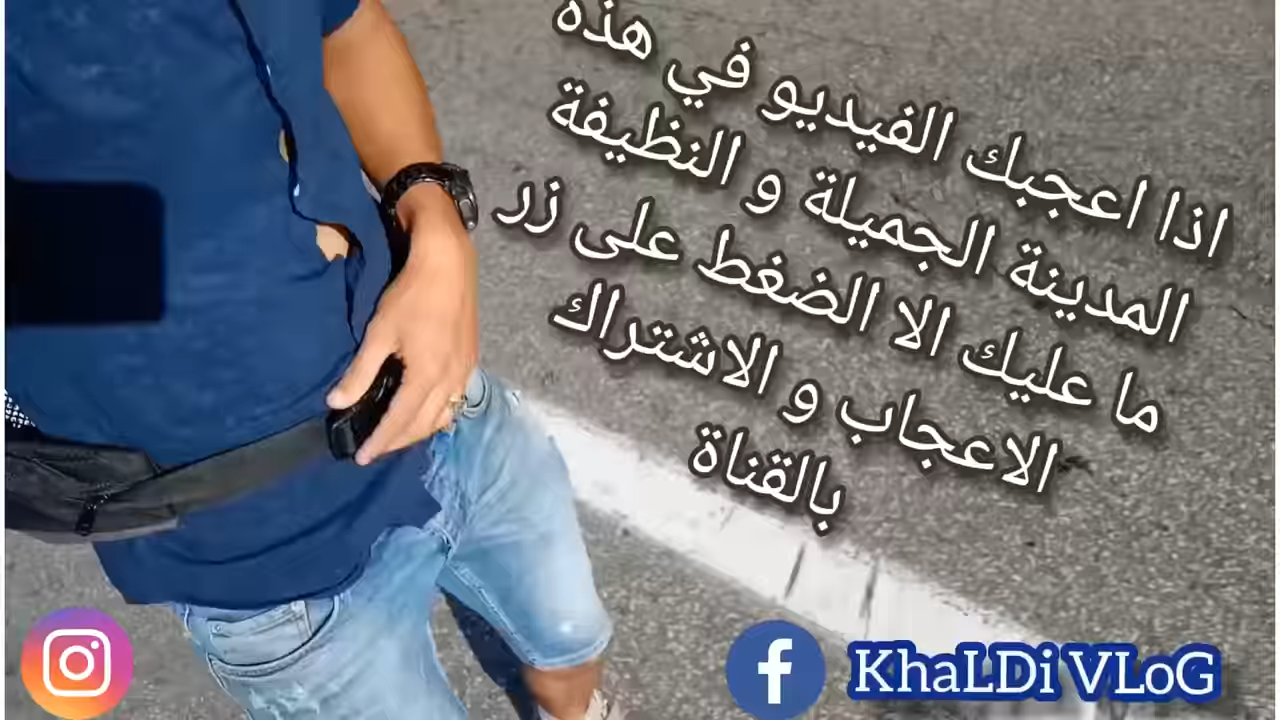 اذا اعجبك الفيديو في هذه
المدينة الجميلة و النظيفة
ما عليك الا الضغط على زر
الاعجاب و الاشتراك
بالقناة
KhaLDi VLoG